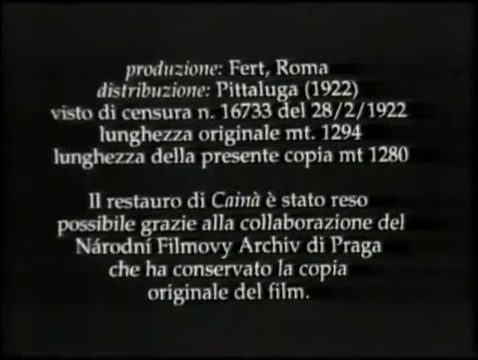 produzione: Fert, Roma
distribuzione: Pittaluga (1922)
visto di censura n. 16733 del 28/2/1922
lunghezza originale mt. 1294
lunghezza della presente copia mt 1280
Il restauro di Cainà è stato reso
possibile grazie alla collaborazione del
Národní Filmovy Archiv di Praga
che ha conservato la copia
originale del film.